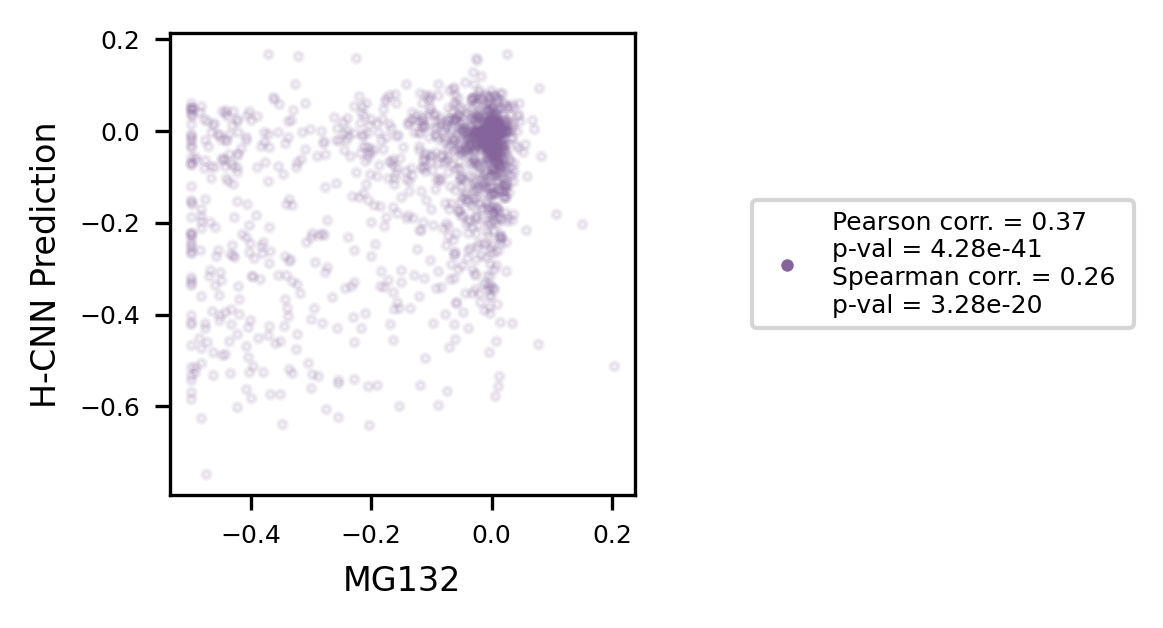 0.2
0.0
−0.2
−0.4
−0.6
H-CNN Prediction
−0.4
−0.2
0.0
0.2
MG132
Pearson corr. = 0.37
p-val = 4.28e-41
Spearman corr. = 0.26
p-val = 3.28e-20